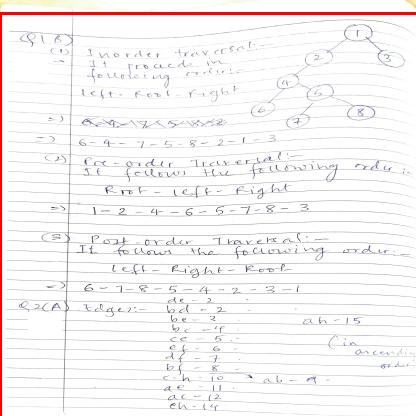 Q1 B)
(1) Inorder traversal:-
It proceed in
following order:-
Left-Root-Right
1
2 3
4
6 5
7 8
=) 6-4-7-5-8-2-1-3
(2) Pre-order Traversal:-
It follows the following order:-
Root-Left-Right
=> 1-2-4-6-5-7-8-3
Post-order Traversal:-
It follows the following order:-
Left-Right-Root
=) 6-7-8-5-4-2-3-1
Q.2(A) Edges:- de-2
bd-2
be-3 ah-15
bc-4
ce-5 (in
ef-6 ascending
df-7 order
bf-8
c-h-10 ab-9
ae-11
ac-12
eh-14